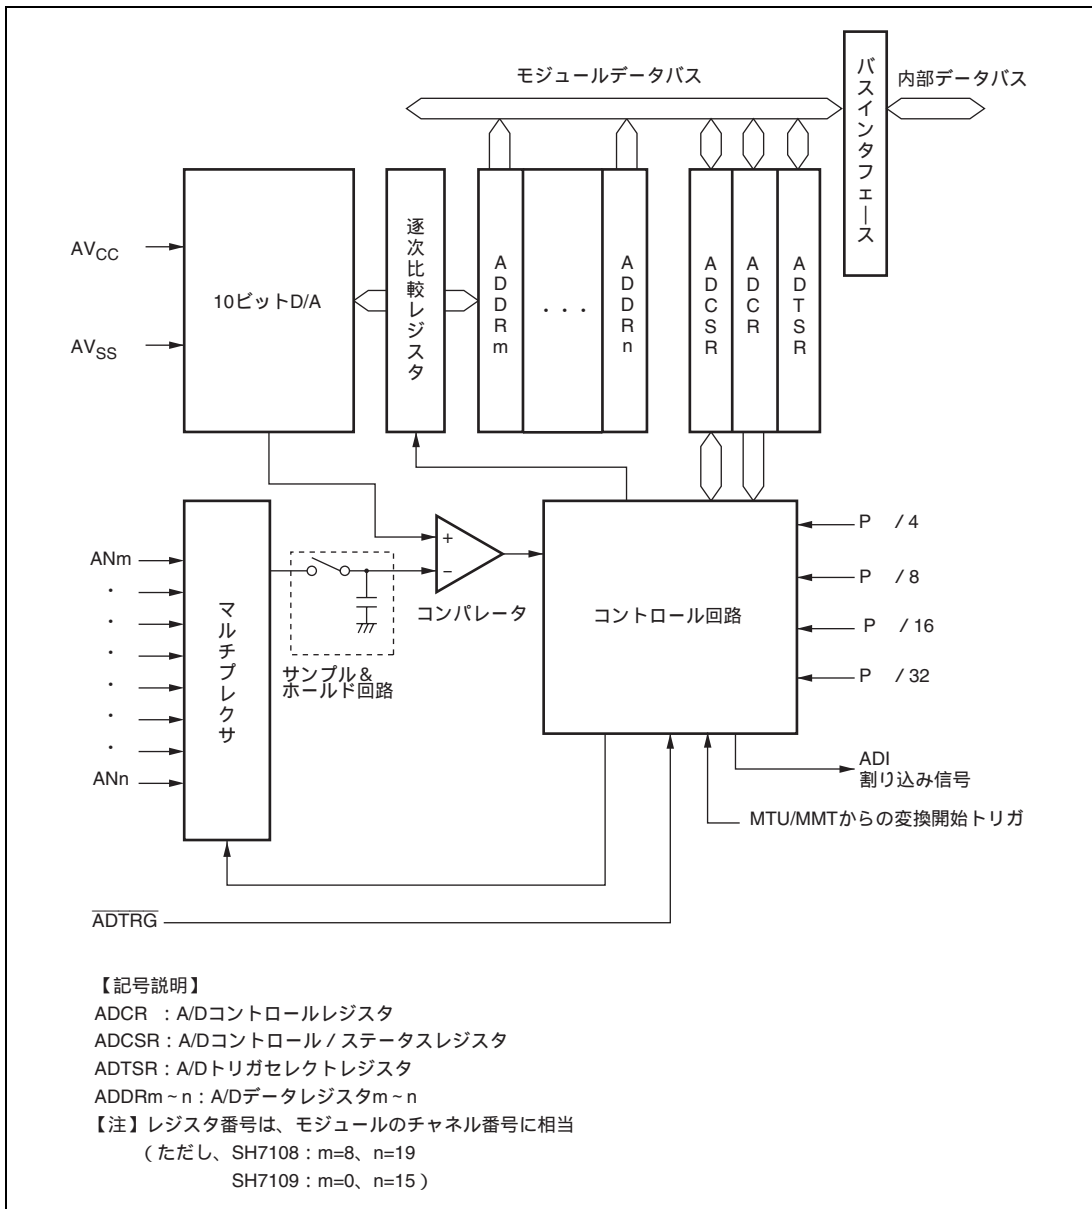 モジュールデータバス
バスインタフェース
内部データバス
AVCC
AVSS
10ビットD/A
逐次比較レジスタ
ADDRm
・・・
ADDRn
ADCSR
ADCR
ADTSR
ANm
・
・
・
・
・
・
ANn
マルチプレクサ
サンプル&
ホールド回路
+
−
コンパレータ
コントロール回路
P /4
P /8
P /16
P /32
ADI
割り込み信号
MTU/MMTからの変換開始トリガ
ADTRG
【記号説明】
ADCR :A/Dコントロールレジスタ
ADCSR:A/Dコントロール/ステータスレジスタ
ADTSR:A/Dトリガセレクトレジスタ
ADDRm~n:A/Dデータレジスタm~n
【注】レジスタ番号は、モジュールのチャネル番号に相当
(ただし、SH7108:m=8、n=19
SH7109:m=0、n=15)